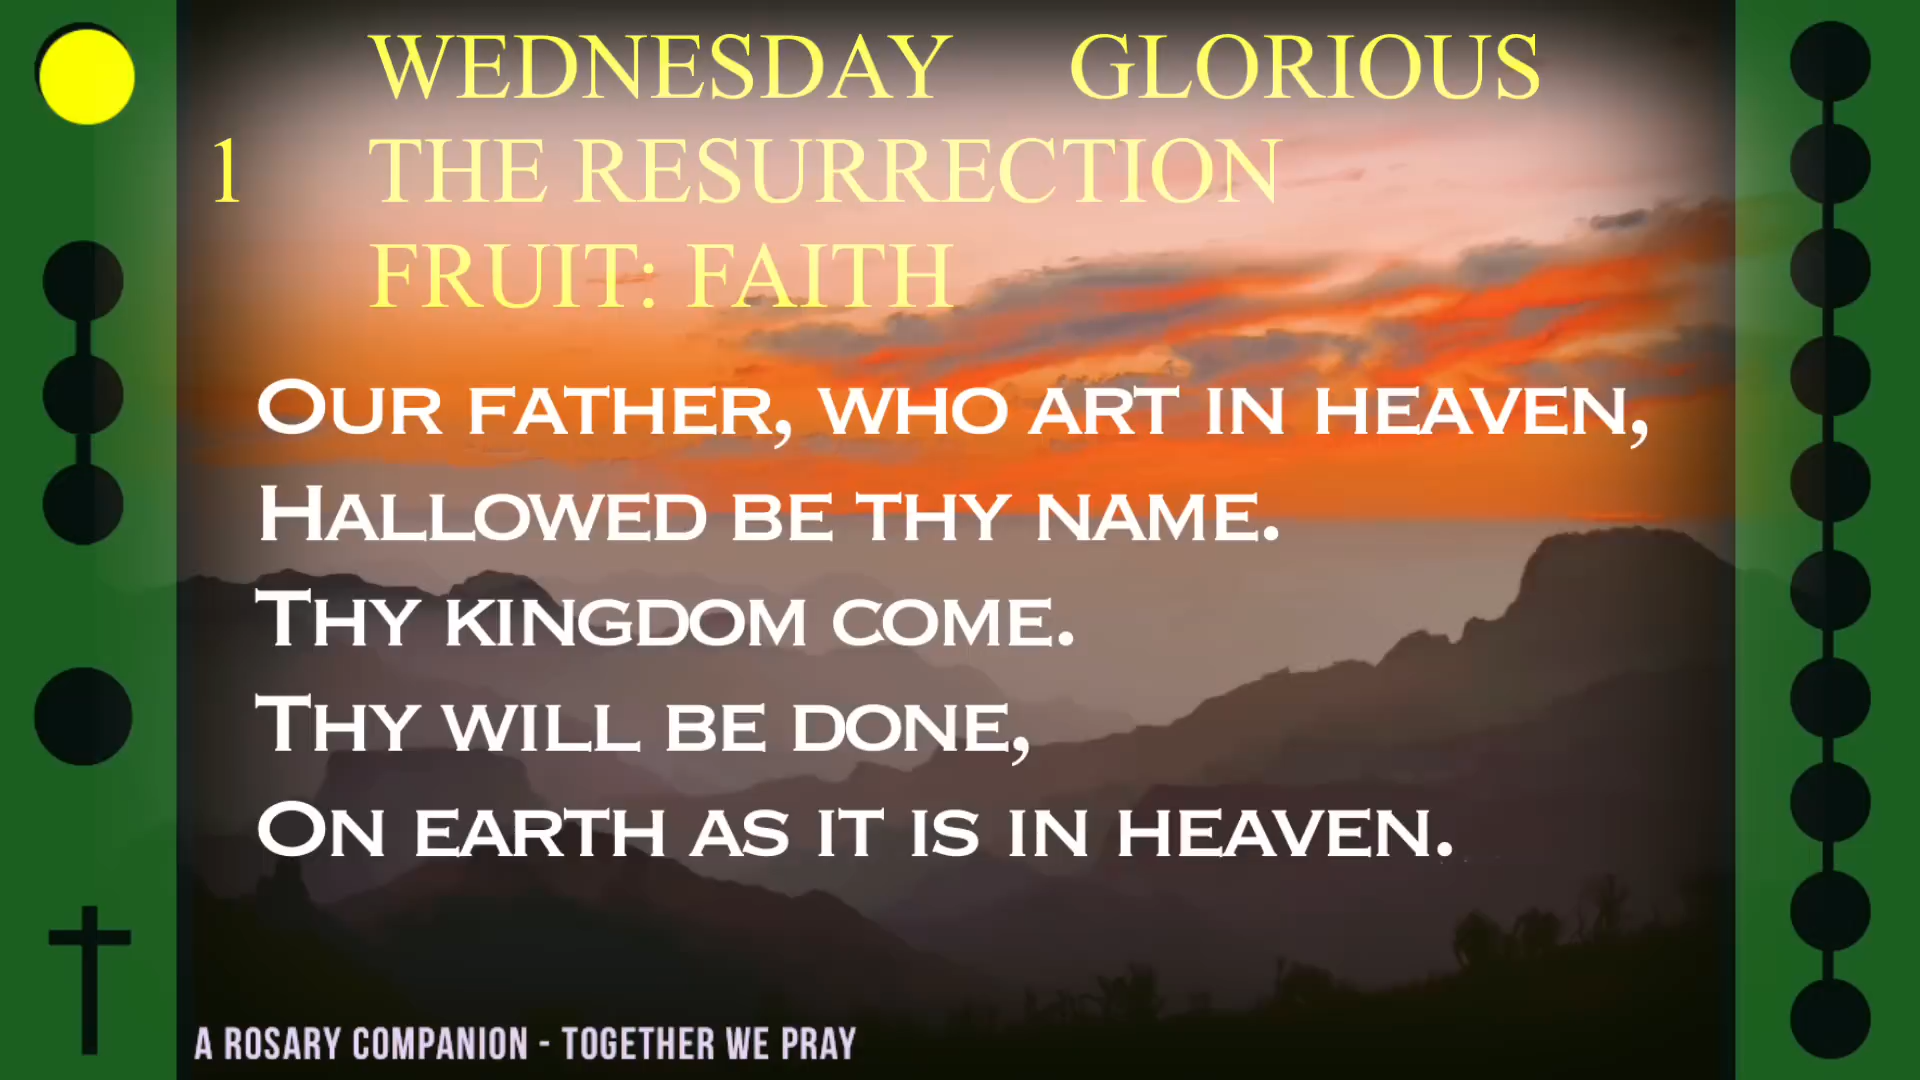 WEDNESDAY GLORIOUS
1 THE RESURRECTION
FRUIT: FAITH
OUR FATHER, WHO ART IN HEAVEN,
HALLOWED BE THY NAME.
THY KINGDOM COME.
THY WILL BE DONE,
ON EARTH AS IT IS IN HEAVEN.
A ROSARY COMPANION - TOGETHER WE PRAY